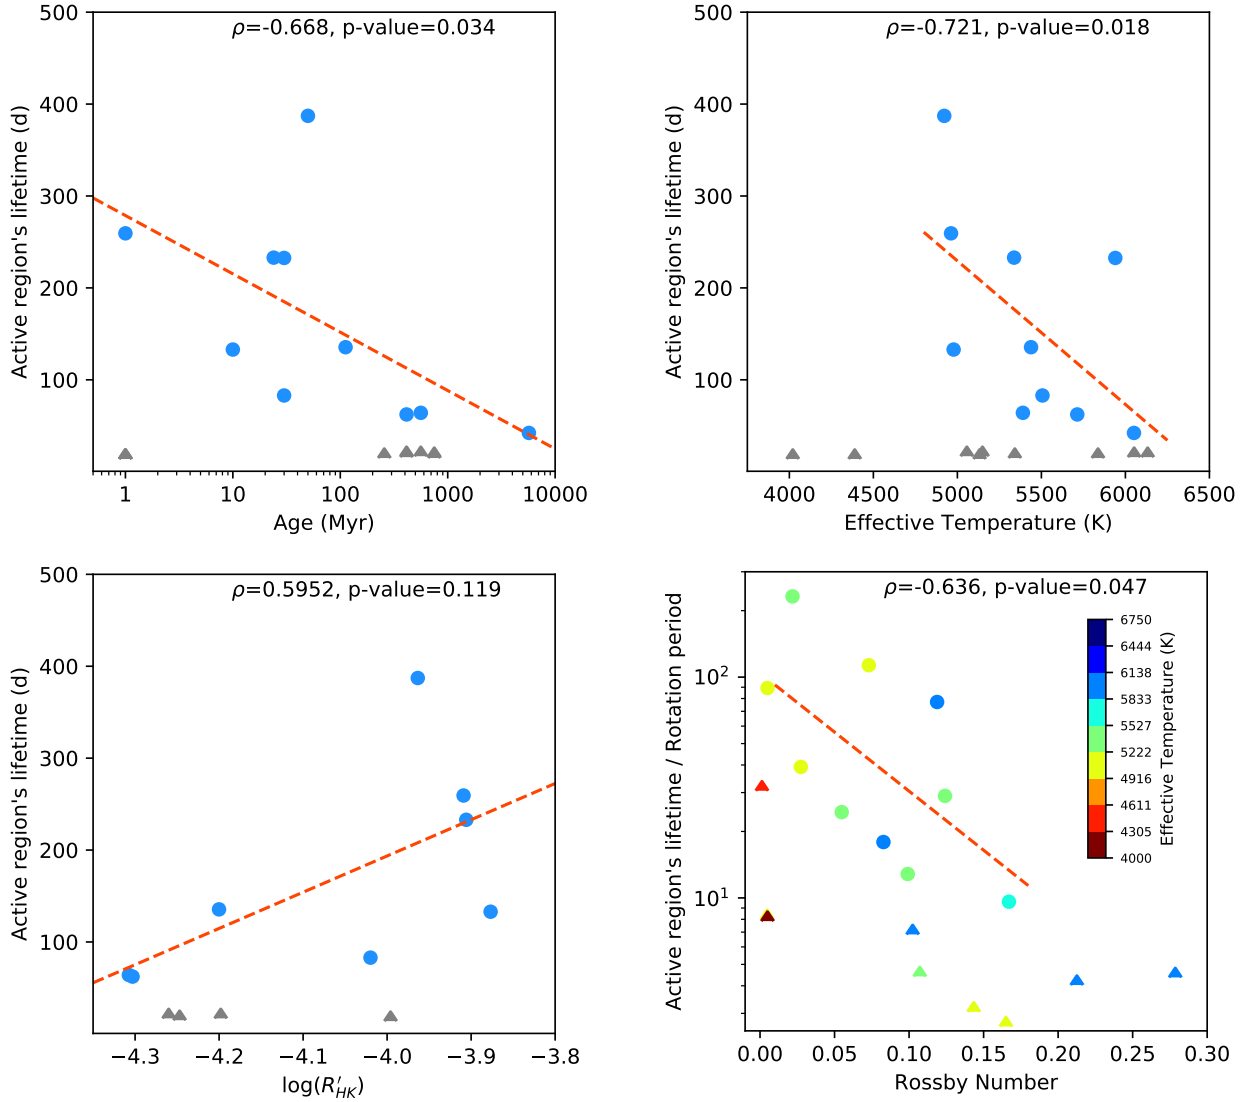 ρ=-0.668, p-value=0.034
500
400
300
200
100
Active region's lifetime (d)
1 10 100 1000 10000
Age (Myr)
ρ=-0.721, p-value=0.018
500
400
300
200
100
Active region's lifetime (d)
4000 4500 5000 5500 6000 6500
Effective Temperature (K)
ρ=0.5952, p-value=0.119
500
400
300
200
100
Active region's lifetime (d)
−4.3 −4.2 −4.1 −4.0 −3.9 −3.8
log(R′HK)
ρ=-0.636, p-value=0.047
10²
10¹
Active region's lifetime / Rotation period
6750
6444
6138
5833
5527
5222
4916
4611
4305
4000
Effective Temperature (K)
0.00 0.05 0.10 0.15 0.20 0.25 0.30
Rossby Number